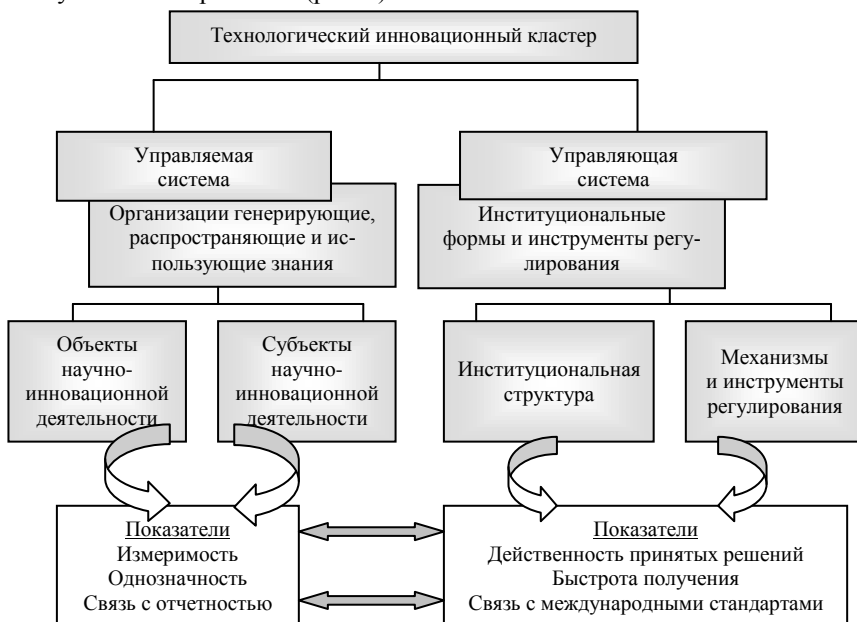 Технологический инновационный кластер
Управляемая
система
Управляющая
система
Организации генерирующие,
распространяющие и ис-
пользующие знания
Институциональные
формы и инструменты регу-
лирования
Объекты
научно-
инновационной
деятельности
Субъекты
научно-
инновационной
деятельности
Институциональная
структура
Механизмы
и инструменты
регулирования
Показатели
Измеримость
Однозначность
Связь с отчетностью
Показатели
Действенность принятых решений
Быстрота получения
Связь с международными стандартами